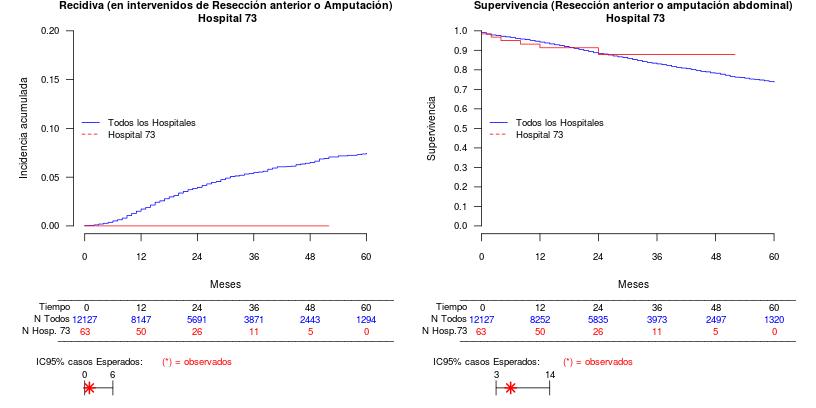 Recidiva (en intervenidos de Resección anterior o Amputación)
Hospital 73
0.20
0.15
0.10
0.05
0.00
Incidencia acumulada
Todos los Hospitales
Hospital 73
0 12 24 36 48 60
Meses
Tiempo 0 12 24 36 48 60
N Todos 12127 8147 5691 3871 2443 1294
N Hosp. 73 63 50 26 11 5 0
IC95% casos Esperados: (*) = observados
0 6
Supervivencia (Resección anterior o amputación abdominal)
Hospital 73
1.0
0.9
0.8
0.7
0.6
0.5
0.4
0.3
0.2
0.1
0.0
Supervivencia
Todos los Hospitales
Hospital 73
0 12 24 36 48 60
Meses
Tiempo 0 12 24 36 48 60
N Todos 12127 8252 5835 3973 2497 1320
N Hosp.73 63 50 26 11 5 0
IC95% casos Esperados: (*) = observados
3 14